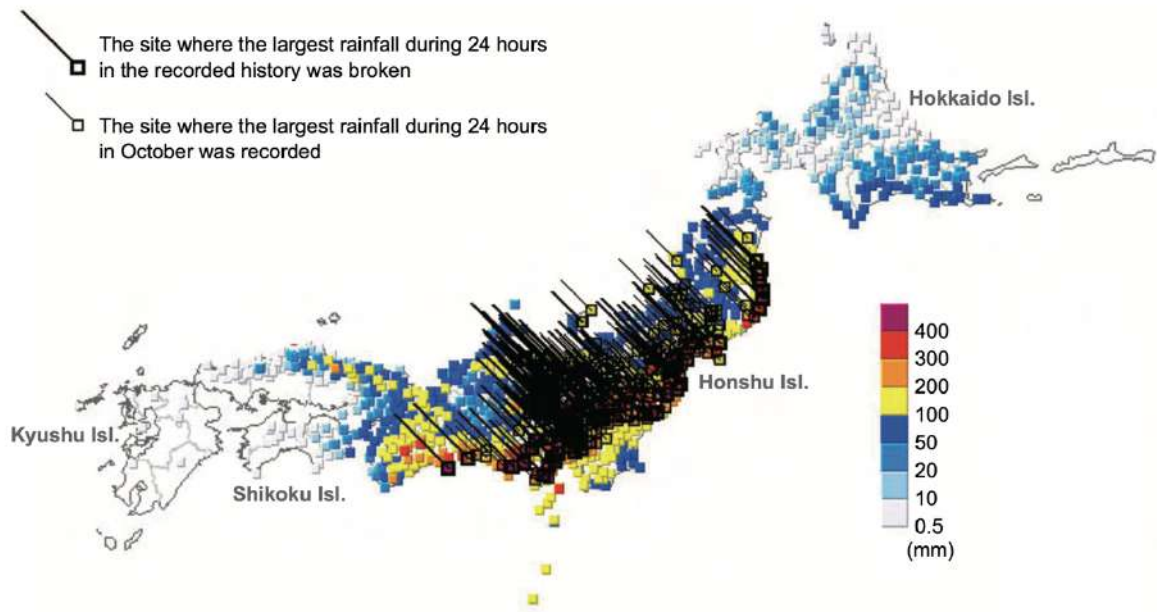 The site where the largest rainfall during 24 hours
in the recorded history was broken
The site where the largest rainfall during 24 hours
in October was recorded
Hokkaido Isl.
Honshu Isl.
Kyushu Isl.
Shikoku Isl.
400
300
200
100
50
20
10
0.5
(mm)